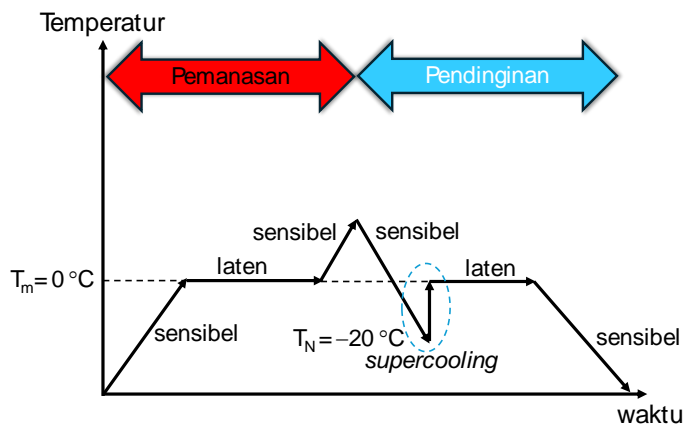 Temperatur
Pemanasan
Pendinginan
sensibel
sensibel
laten
laten
Tm = 0 °C
sensibel
TN = −20 °C
sensibel
supercooling
waktu